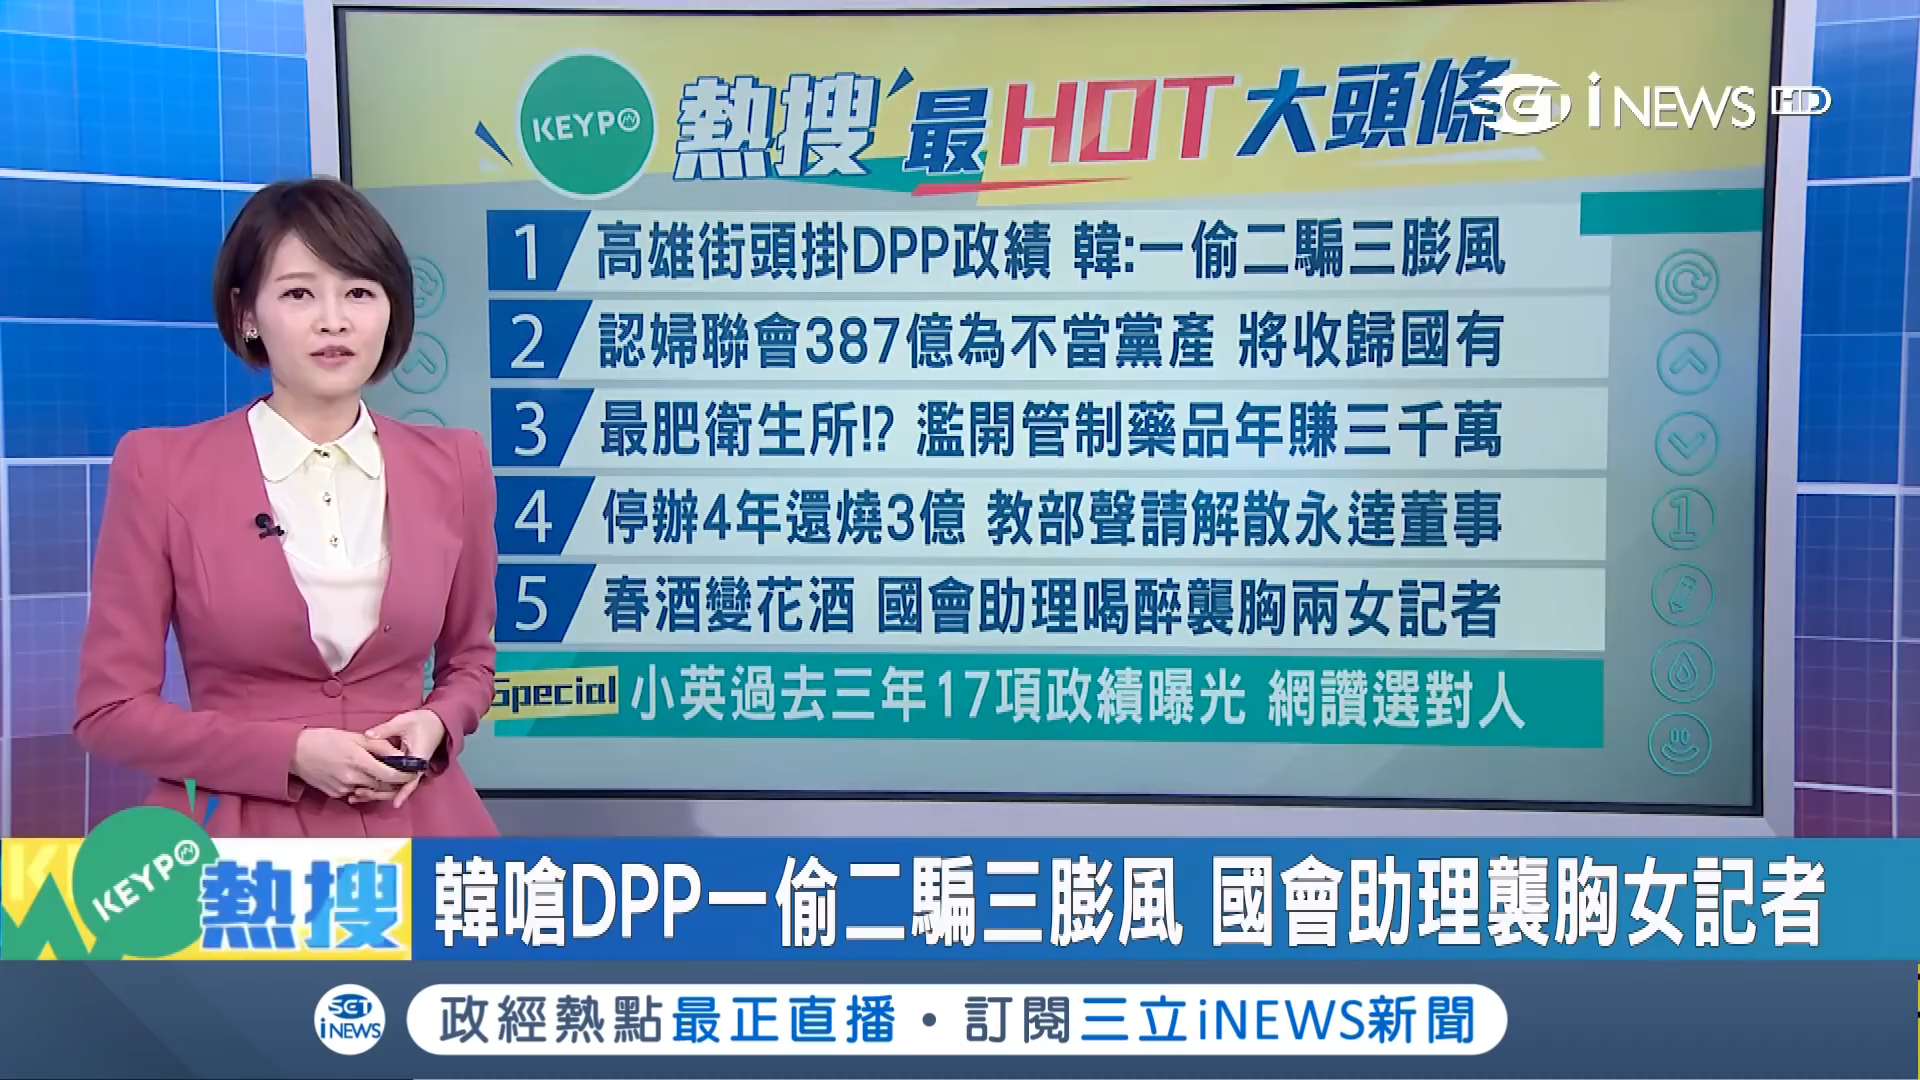 KEYPO 熱搜 最HOT大頭條
SET iNEWS HD
1 高雄街頭掛DPP政績 韓:一偷二騙三膨風
2 認婦聯會387億為不當黨產 將收歸國有
3 最肥衛生所!? 濫開管制藥品年賺三千萬
4 停辦4年還燒3億 教部聲請解散永達董事
5 春酒變花酒 國會助理喝醉襲胸兩女記者
Special 小英過去三年17項政績曝光 網讚選對人
1
KEYPO 熱搜
韓嗆DPP一偷二騙三膨風 國會助理襲胸女記者
SET iNEWS
政經熱點最正直播・訂閱三立iNEWS新聞